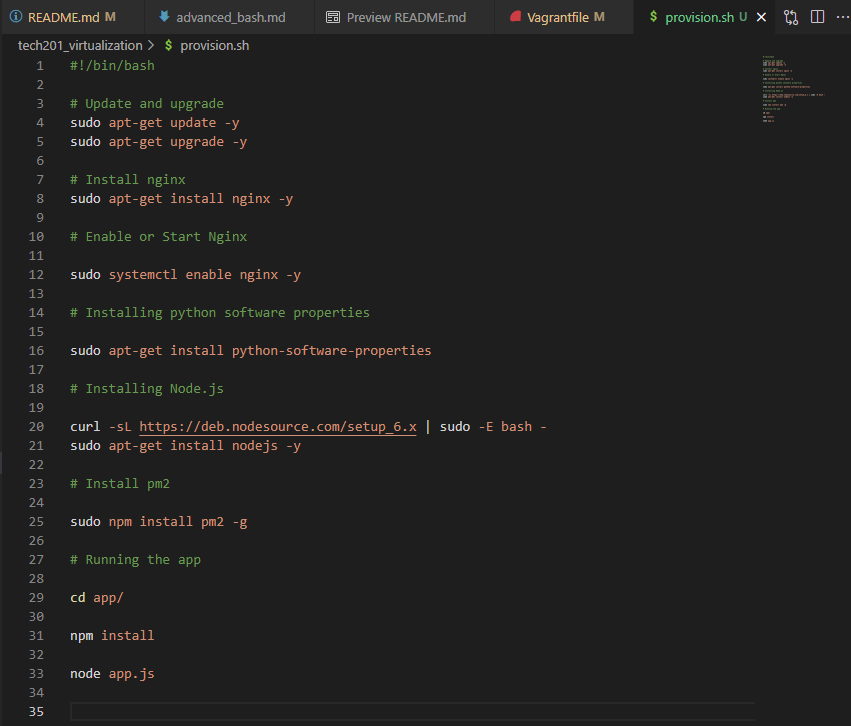 README.md M
advanced_bash.md
Preview README.md
Vagrantfile M
$ provision.sh U
tech201_virtualization > $ provision.sh
1 #!/bin/bash
2
3 # Update and upgrade
4 sudo apt-get update -y
5 sudo apt-get upgrade -y
6
7 # Install nginx
8 sudo apt-get install nginx -y
9
10 # Enable or Start Nginx
11
12 sudo systemctl enable nginx -y
13
14 # Installing python software properties
15
16 sudo apt-get install python-software-properties
17
18 # Installing Node.js
19
20 curl -sL https://deb.nodesource.com/setup_6.x | sudo -E bash -
21 sudo apt-get install nodejs -y
22
23 # Install pm2
24
25 sudo npm install pm2 -g
26
27 # Running the app
28
29 cd app/
30
31 npm install
32
33 node app.js
34
35